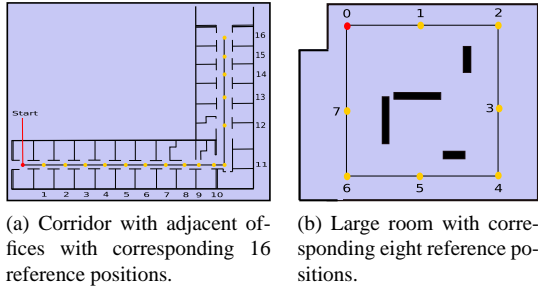 Start
1 2 3 4 5 6 7 8 9 10
11
12
13
14
15
16
0 1 2
7 3
6 5 4
(a) Corridor with adjacent of-
fices with corresponding 16
reference positions.
(b) Large room with corre-
sponding eight reference po-
sitions.